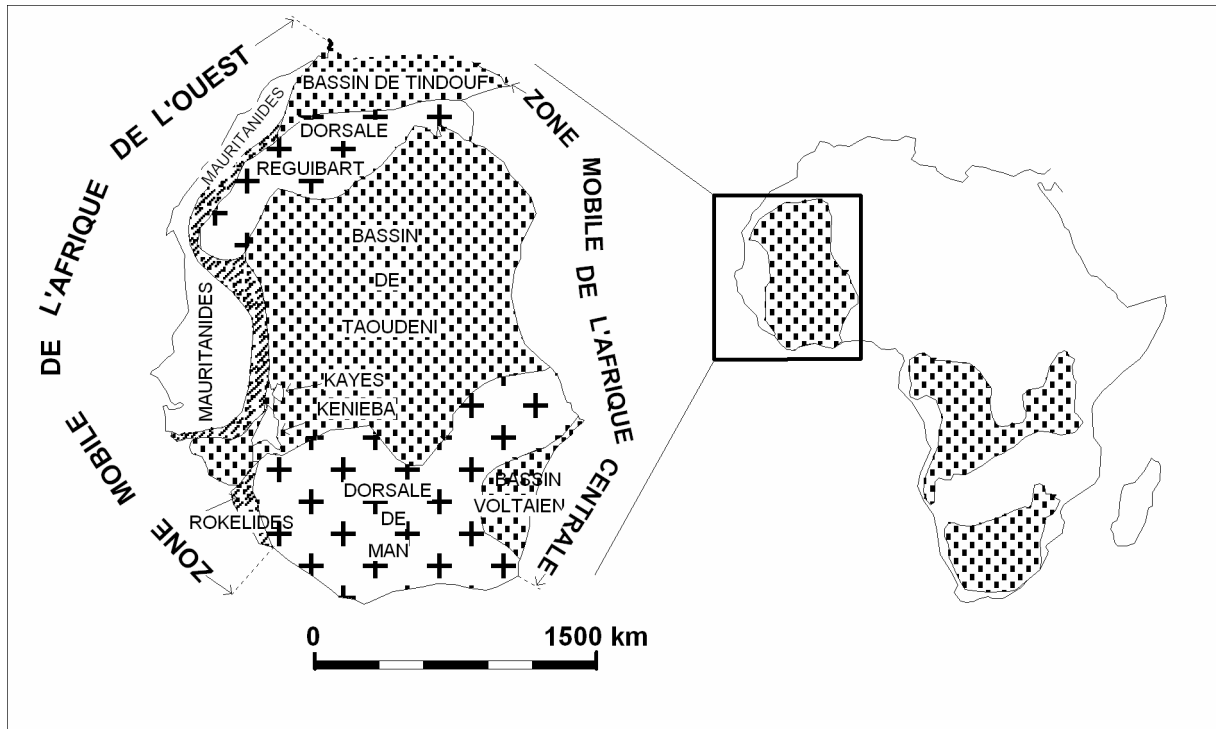 ZONE MOBILE DE L'AFRIQUE DE L'OUEST
ZONE MOBILE DE L'AFRIQUE CENTRALE
BASSIN DE TINDOUF
MAURITANIDES
DORSALE
REGUIBART
BASSIN
DE
TAOUDENI
MAURITANIDES
KAYES
KENIEBA
BASSIN
VOLTAIEN
DORSALE
DE
MAN
ROKELIDES
0 1500 km